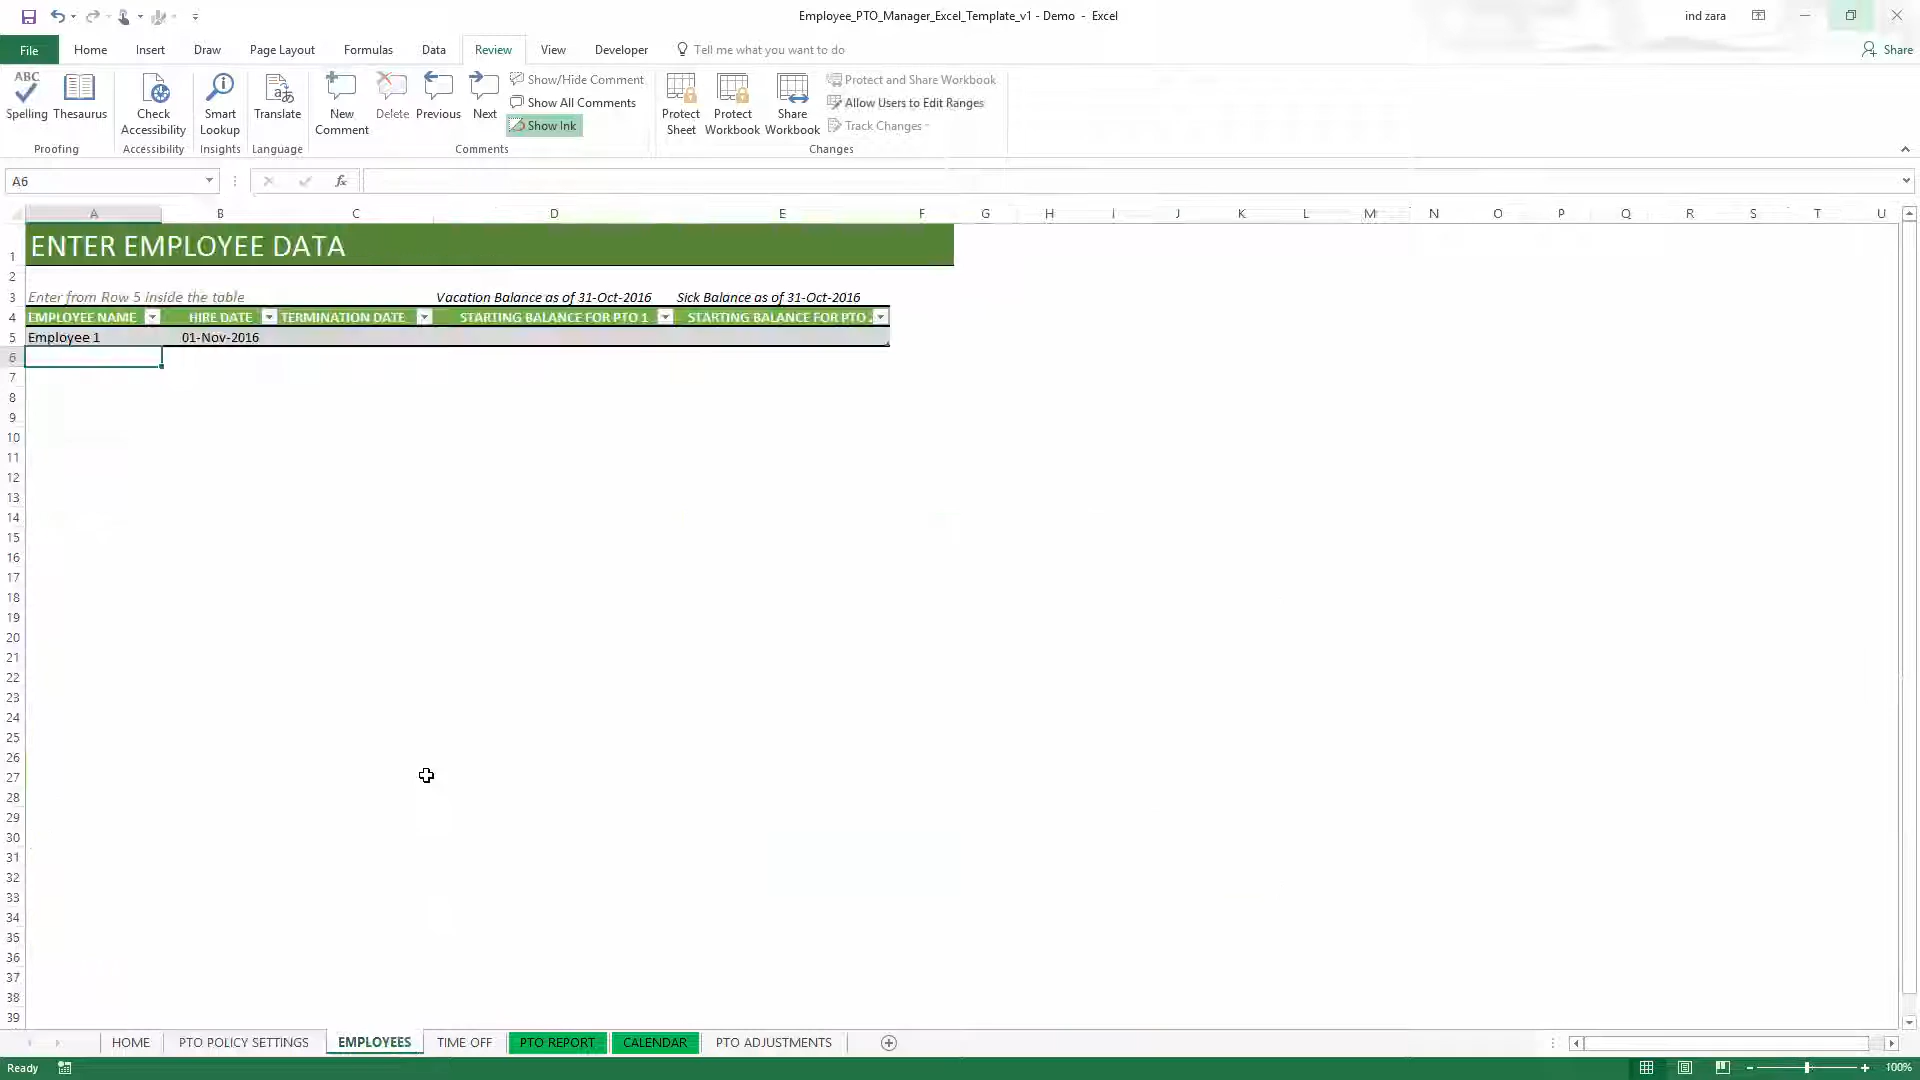 Employee_PTO_Manager_Excel_Template_v1 - Demo - Excel
ind zara
File Home Insert Draw Page Layout Formulas Data Review View Developer Tell me what you want to do Share
ABC
Spelling Thesaurus
Proofing
Check Accessibility
Accessibility
Smart Lookup
Insights
Translate
Language
New Comment
Delete Previous Next
Show/Hide Comment
Show All Comments
Show Ink
Comments
Protect Sheet
Protect Workbook
Share Workbook
Protect and Share Workbook
Allow Users to Edit Ranges
Track Changes
Changes
A6 fx
A B C D E F G H I J K L M N O P Q R S T U
1 ENTER EMPLOYEE DATA
2
3 Enter from Row 5 inside the table Vacation Balance as of 31-Oct-2016 Sick Balance as of 31-Oct-2016
4 EMPLOYEE NAME HIRE DATE TERMINATION DATE STARTING BALANCE FOR PTO 1 STARTING BALANCE FOR PTO
5 Employee 1 01-Nov-2016
6
7
8
9
10
11
12
13
14
15
16
17
18
19
20
21
22
23
24
25
26
27
28
29
30
31
32
33
34
35
36
37
38
39
HOME PTO POLICY SETTINGS EMPLOYEES TIME OFF PTO REPORT CALENDAR PTO ADJUSTMENTS
Ready 100%